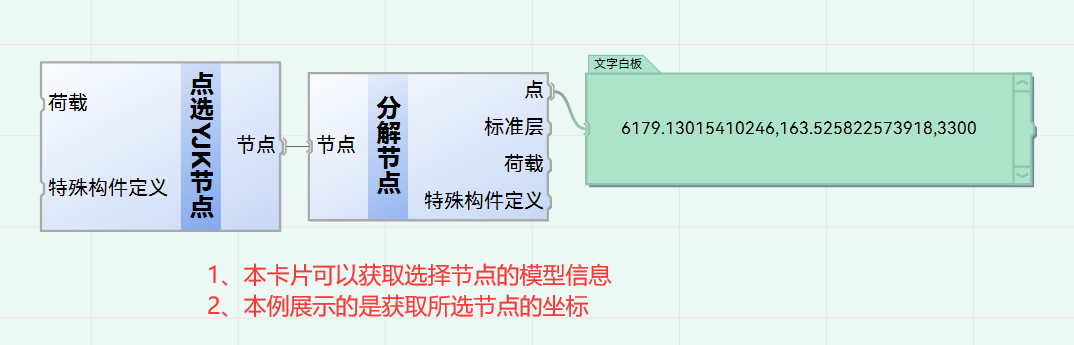 文字白板
荷载
特殊构件定义
点选YJK节点
节点
节点
分解节点
点
标准层
荷载
特殊构件定义
6179.13015410246,163.525822573918,3300
1、本卡片可以获取选择节点的模型信息
2、本例展示的是获取所选节点的坐标